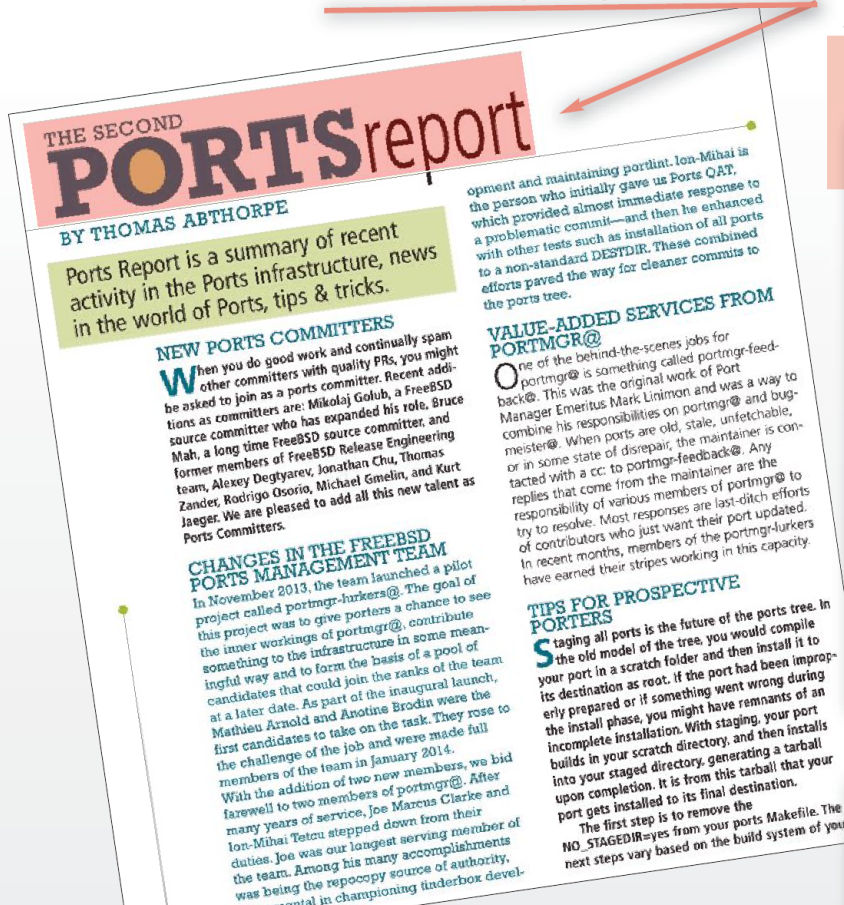 THE SECOND
PORTSreport
BY THOMAS ABTHORPE
Ports Report is a summary of recent
activity in the Ports infrastructure, news
in the world of Ports, tips & tricks.
NEW PORTS COMMITTERS
When you do good work and continually spam
other committers with quality PRs, you might
be asked to join as a ports committer. Recent addi-
tions as committers are: Mikolaj Golub, a FreeBSD
source committer who has expanded his role, Bruce
Mah, a long time FreeBSD source committer, and
former members of FreeBSD Release Engineering
team, Alexey Degtyarev, Jonathan Chu, Thomas
Zander, Rodrigo Osorio, Michael Gmelin, and Kurt
Jaeger. We are pleased to add all this new talent as
Ports Committers.
CHANGES IN THE FREEBSD
PORTS MANAGEMENT TEAM
In November 2013, the team launched a pilot
project called portmgr-lurkers@. The goal of
this project was to give porters a chance to see
the inner workings of portmgr@, contribute
something to the infrastructure in some mean-
ingful way and to form the basis of a pool of
candidates that could join the ranks of the team
at a later date. As part of the inaugural launch,
Mathieu Arnold and Anotine Brodin were the
first candidates to take on the task. They rose to
the challenge of the job and were made full
members of the team in January 2014.
With the addition of two new members, we bid
farewell to two members of portmgr@. After
many years of service, Joe Marcus Clarke and
Ion-Mihai Tetcu stepped down from their
duties. Joe was our longest serving member of
the team. Among his many accomplishments
was being the repocopy source of authority,
in championing tinderbox devel-
opment and maintaining portlint. Ion-Mihai is
the person who initially gave us Ports QAT,
which provided almost immediate response to
a problematic commit—and then he enhanced
with other tests such as installation of all ports
to a non-standard DESTDIR. These combined
efforts paved the way for cleaner commits to
the ports tree.
VALUE-ADDED SERVICES FROM
PORTMGR@
One of the behind-the-scenes jobs for
portmgr@ is something called portmgr-feed-
back@. This was the original work of Port
Manager Emeritus Mark Linimon and was a way to
combine his responsibilities on portmgr@ and bug-
meister@. When ports are old, stale, unfetchable,
or in some state of disrepair, the maintainer is con-
tacted with a cc: to portmgr-feedback@. Any
replies that come from the maintainer are the
responsibility of various members of portmgr@ to
try to resolve. Most responses are last-ditch efforts
of contributors who just want their port updated.
In recent months, members of the portmgr-lurkers
have earned their stripes working in this capacity.
TIPS FOR PROSPECTIVE
PORTERS
Staging all ports is the future of the ports tree. In
the old model of the tree, you would compile
your port in a scratch folder and then install it to
its destination as root. If the port had been improp-
erly prepared or if something went wrong during
the install phase, you might have remnants of an
incomplete installation. With staging, your port
builds in your scratch directory, and then installs
into your staged directory, generating a tarball
upon completion. It is from this tarball that your
port gets installed to its final destination.
The first step is to remove the
NO_STAGEDIR=yes from your ports Makefile. The
next steps vary based on the build system of